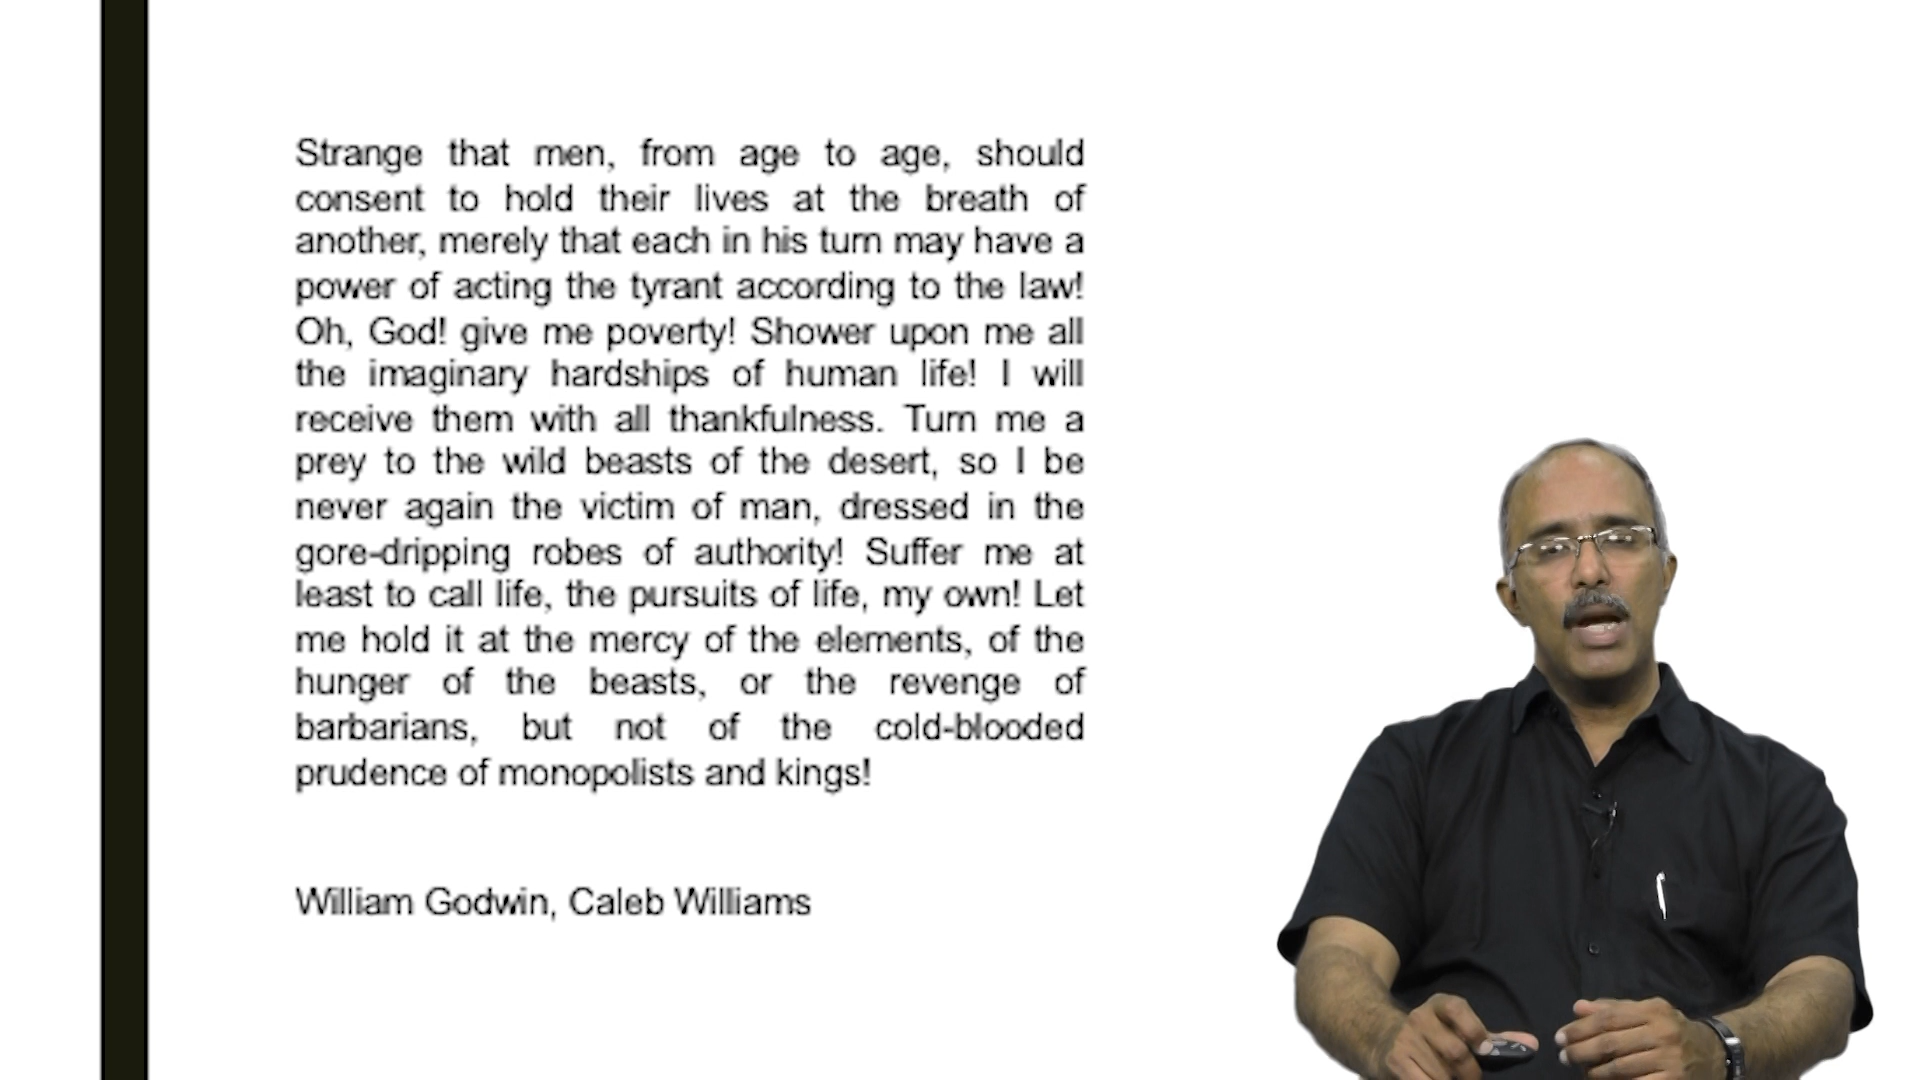 Strange that men, from age to age, should
consent to hold their lives at the breath of
another, merely that each in his turn may have a
power of acting the tyrant according to the law!
Oh, God! give me poverty! Shower upon me all
the imaginary hardships of human life! I will
receive them with all thankfulness. Turn me a
prey to the wild beasts of the desert, so I be
never again the victim of man, dressed in the
gore-dripping robes of authority! Suffer me at
least to call life, the pursuits of life, my own! Let
me hold it at the mercy of the elements, of the
hunger of the beasts, or the revenge of
barbarians, but not of the cold-blooded
prudence of monopolists and kings!
William Godwin, Caleb Williams